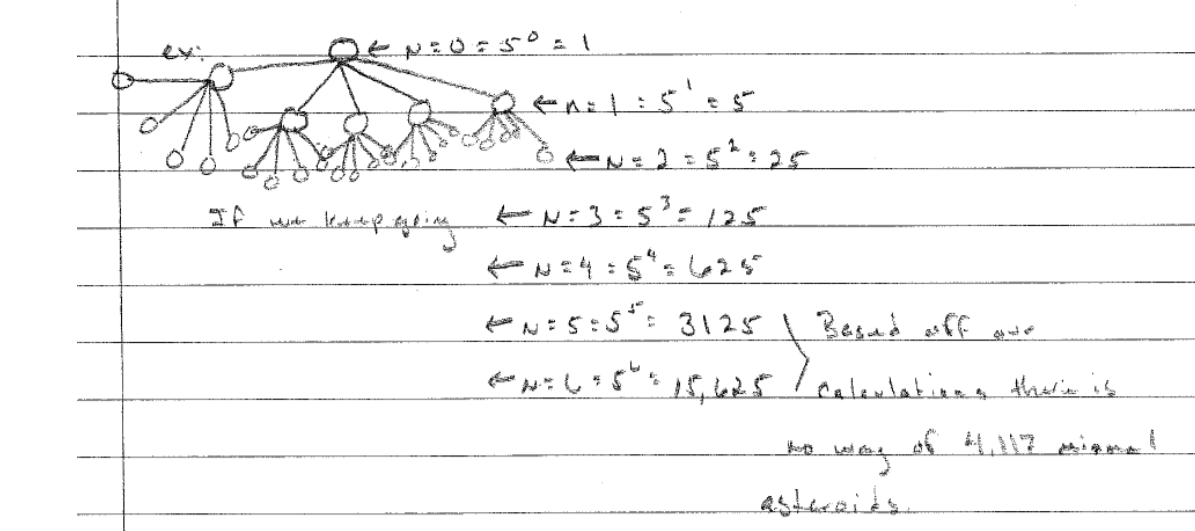 ex: ← N = 0 = 5⁰ = 1
← n = 1 = 5¹ = 5
← N = 2 = 5² = 25
If we keep going ← N = 3 = 5³ = 125
← N = 4 = 5⁴ = 625
← N = 5 = 5⁵ = 3125 Based off our
← N = 6 = 5⁶ = 15,625 calculations there is
no way of 4,117
asteroids.